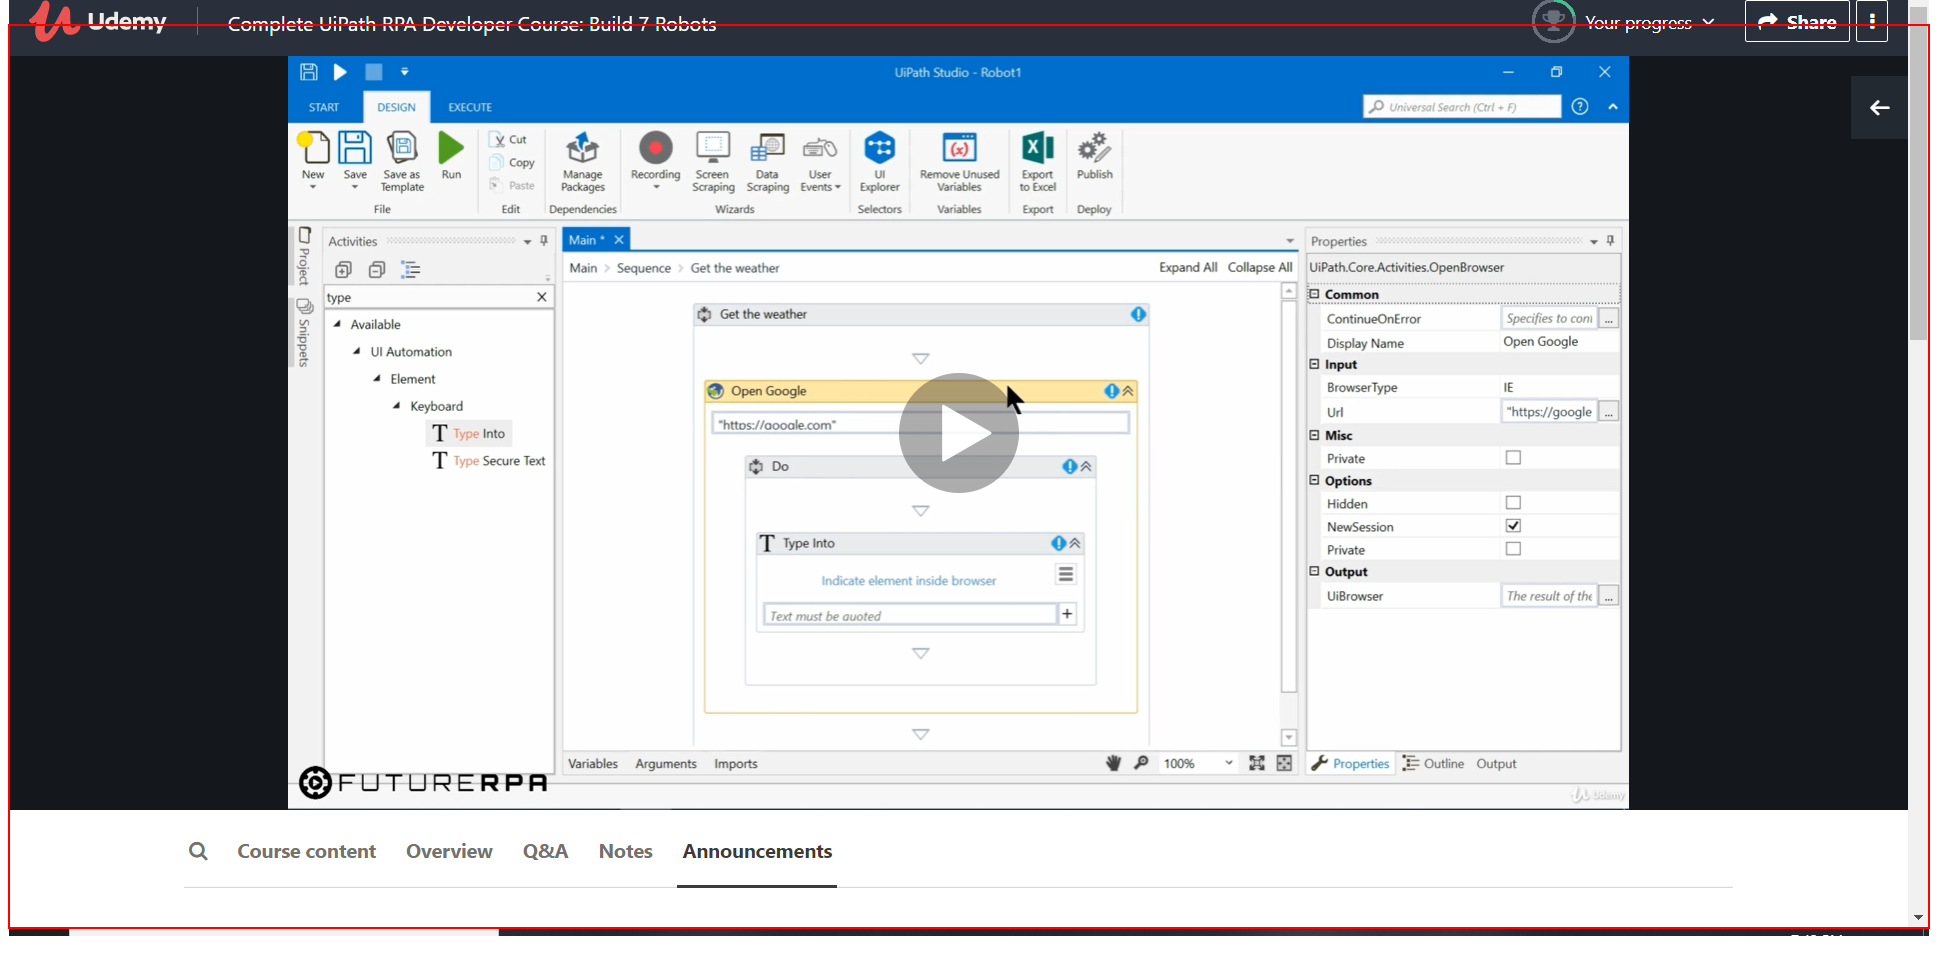 Udemy
Complete UiPath RPA Developer Course: Build 7 Robots
Your progress
Share
UiPath Studio - Robot1
START
DESIGN
EXECUTE
Universal Search (Ctrl + F)
New
Save
Save as Template
Run
Cut
Copy
Paste
Manage Packages
Recording
Screen Scraping
Data Scraping
User Events
UI Explorer
Remove Unused Variables
Export to Excel
Publish
File
Edit
Dependencies
Wizards
Selectors
Variables
Export
Deploy
Project
Snippets
Activities
type
Available
UI Automation
Element
Keyboard
Type Into
Type Secure Text
Main *
Main > Sequence > Get the weather
Expand All
Collapse All
Get the weather
Open Google
"https://google.com"
Do
Type Into
Indicate element inside browser
Text must be quoted
Variables
Arguments
Imports
100%
Properties
UiPath.Core.Activities.OpenBrowser
Common
ContinueOnError
Specifies to cont
...
Display Name
Open Google
Input
BrowserType
IE
Url
"https://google
...
Misc
Private
Options
Hidden
NewSession
Private
Output
UiBrowser
The result of the
...
Properties
Outline
Output
FUTURERPA
Udemy
Course content
Overview
Q&A
Notes
Announcements